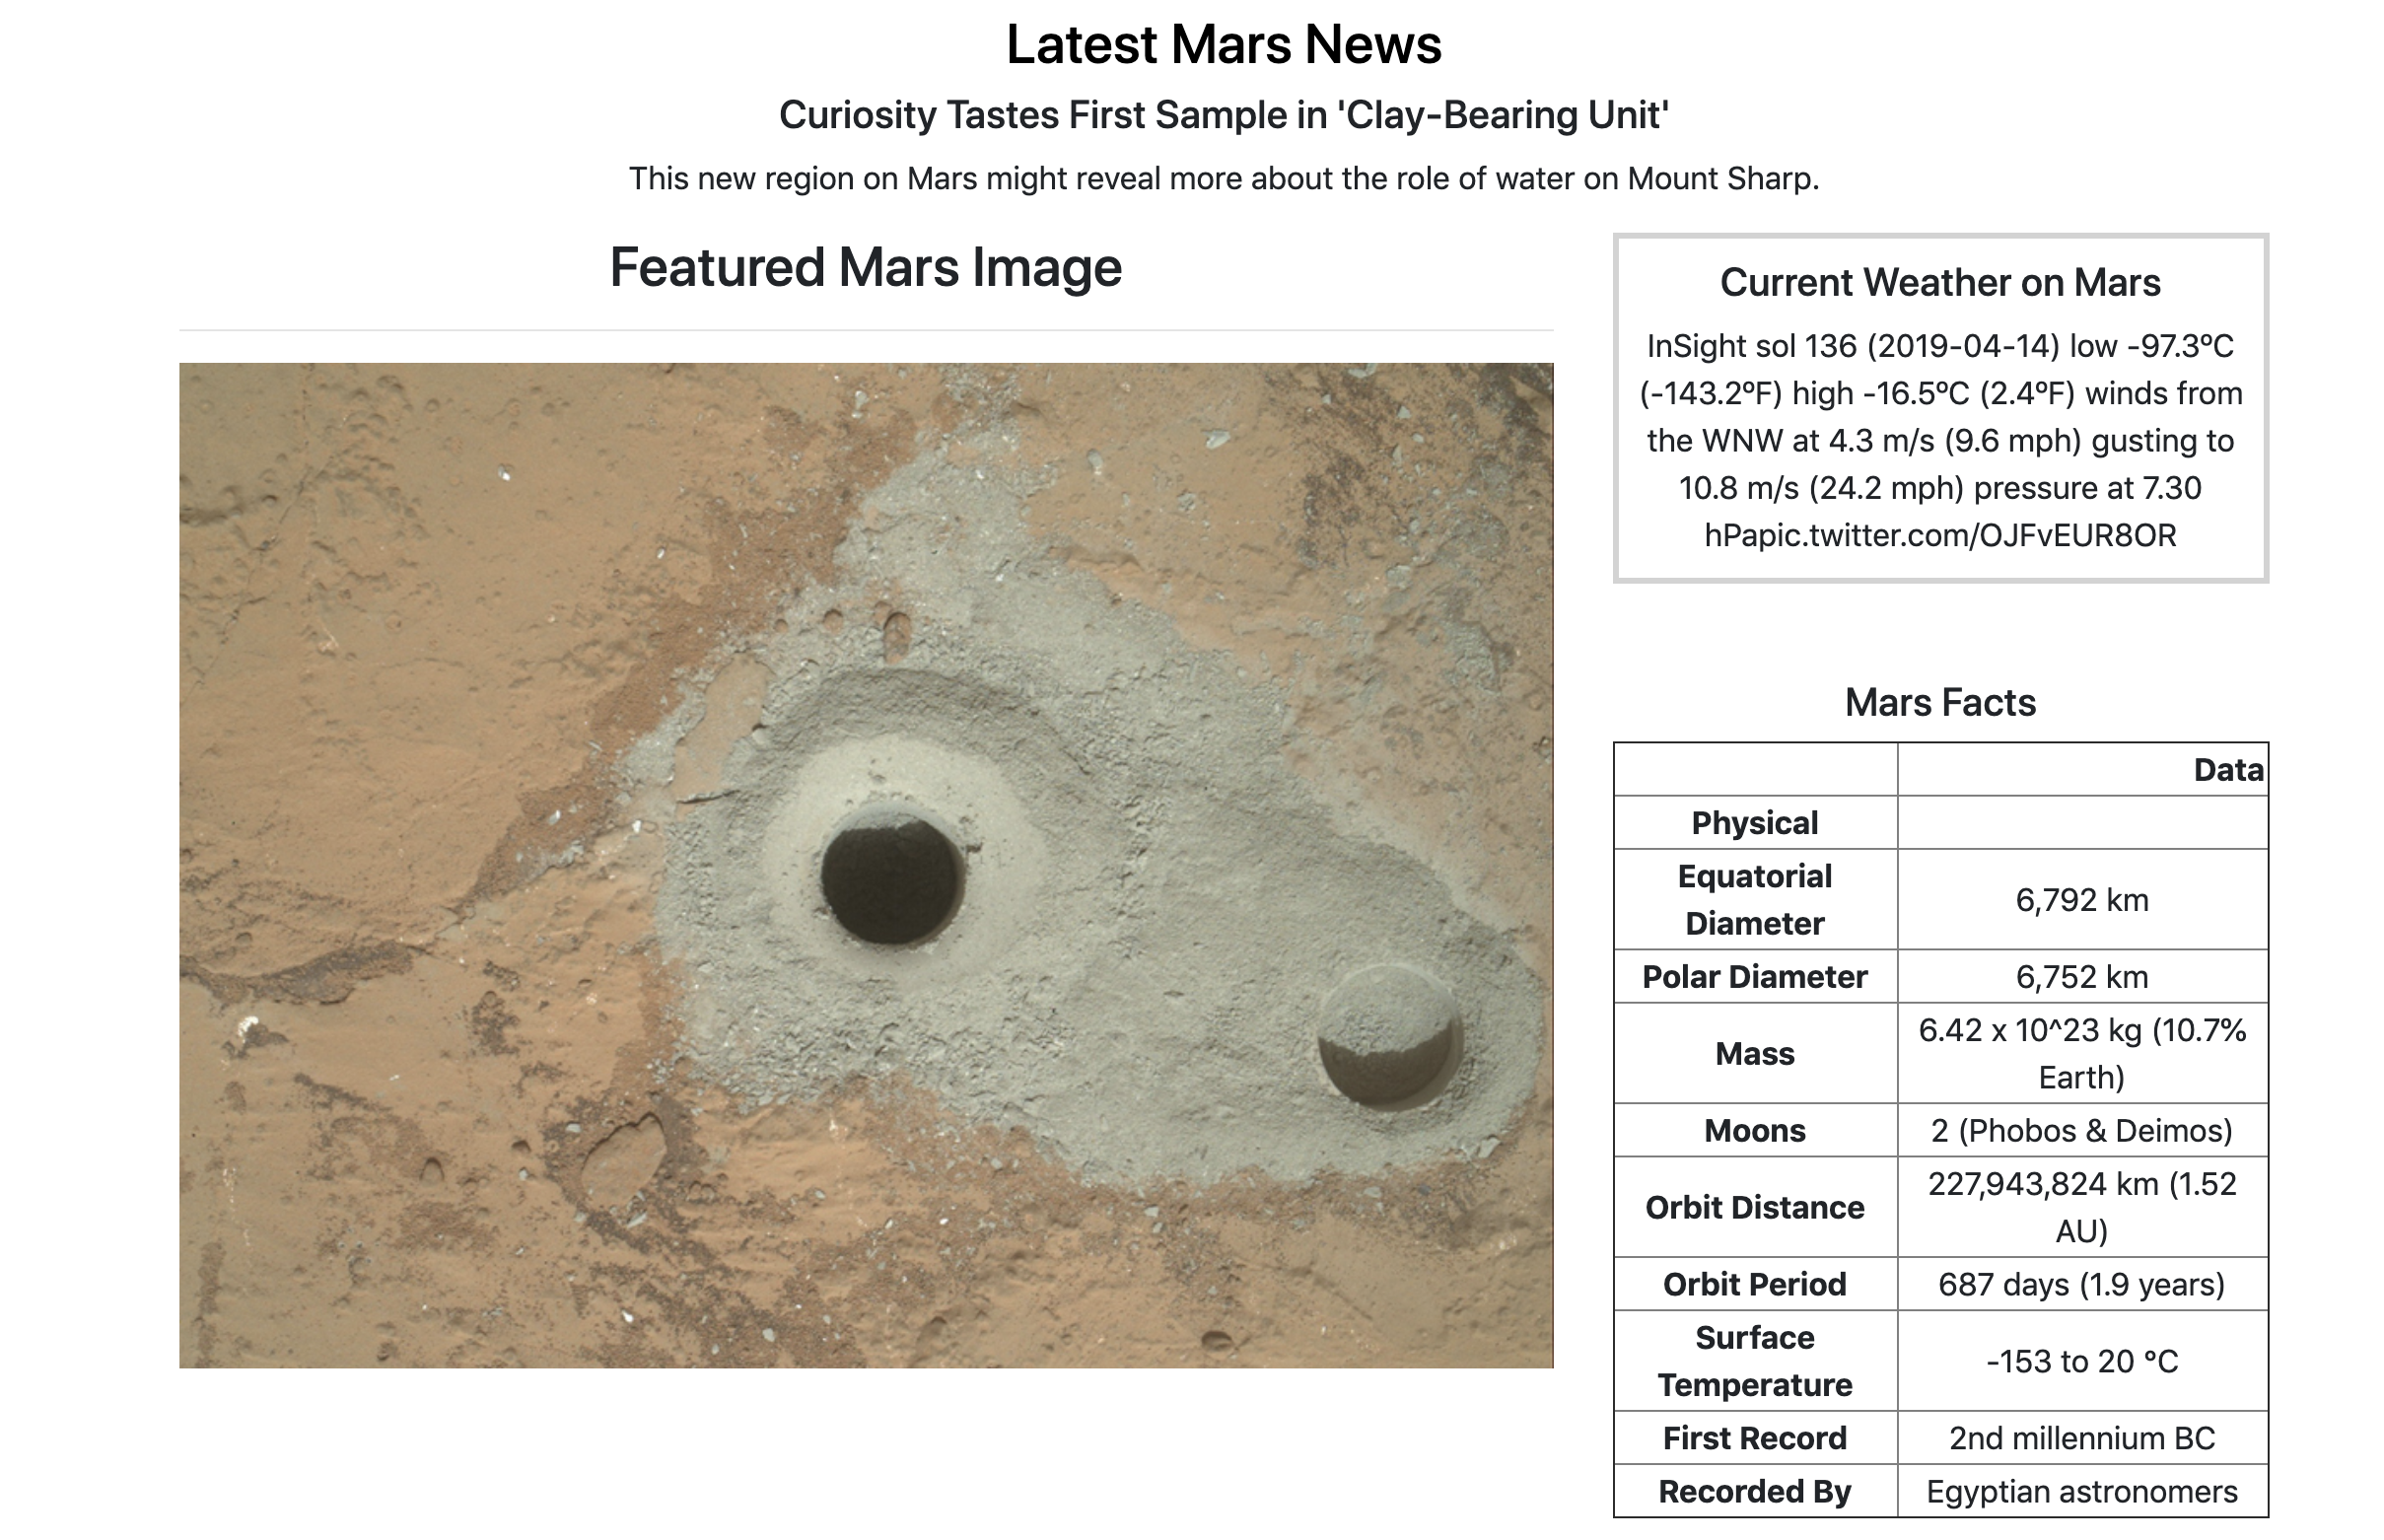 Latest Mars News
Curiosity Tastes First Sample in 'Clay-Bearing Unit'
This new region on Mars might reveal more about the role of water on Mount Sharp.
Featured Mars Image
Current Weather on Mars
InSight sol 136 (2019-04-14) low -97.3ºC
(-143.2ºF) high -16.5ºC (2.4ºF) winds from
the WNW at 4.3 m/s (9.6 mph) gusting to
10.8 m/s (24.2 mph) pressure at 7.30
hPapic.twitter.com/OJFvEUR8OR
Mars Facts
Data
Physical
Equatorial
Diameter
6,792 km
Polar Diameter
6,752 km
Mass
6.42 x 10^23 kg (10.7%
Earth)
Moons
2 (Phobos & Deimos)
Orbit Distance
227,943,824 km (1.52
AU)
Orbit Period
687 days (1.9 years)
Surface
Temperature
-153 to 20 °C
First Record
2nd millennium BC
Recorded By
Egyptian astronomers